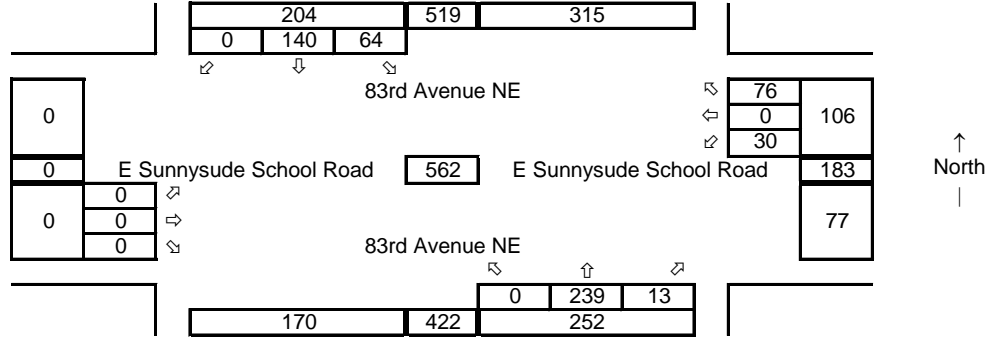 204 519 315
0 140 64
⬃ ⇩ ⬂
83rd Avenue NE
⬁ 76
0 ⇦ 0 106
⬃ 30
↑
0 E Sunnysude School Road 562 E Sunnysude School Road 183 North
0 ⬀ |
0 0 ⇨ 77
0 ⬂
83rd Avenue NE
⬁ ⇧ ⬀
0 239 13
170 422 252